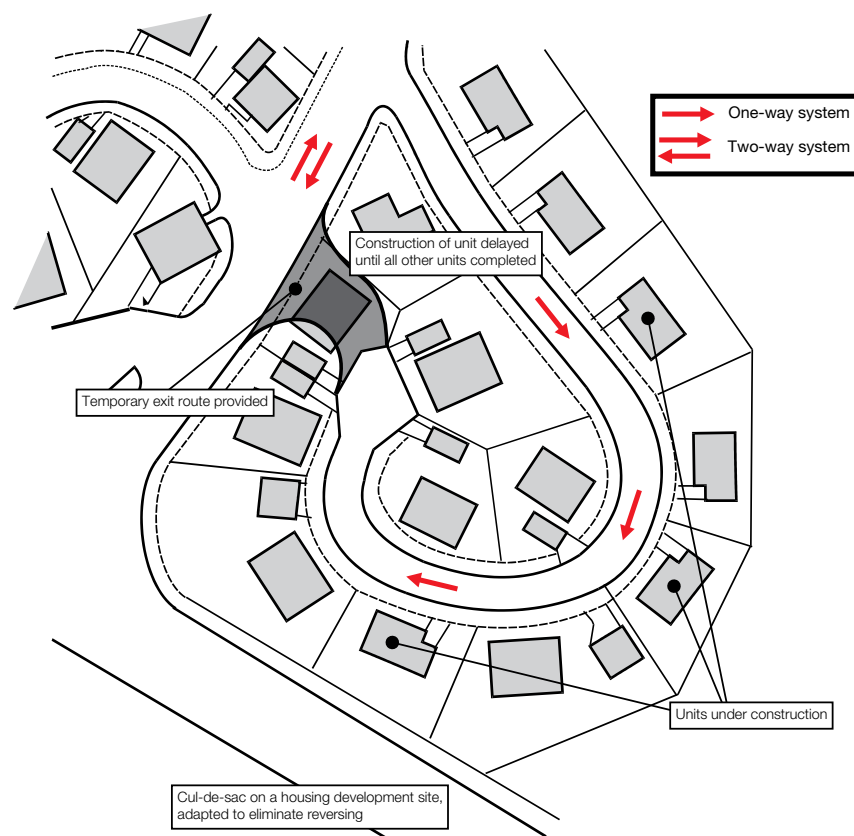 One-way system
Two-way system
Construction of unit delayed
until all other units completed
Temporary exit route provided
Units under construction
Cul-de-sac on a housing development site,
adapted to eliminate reversing